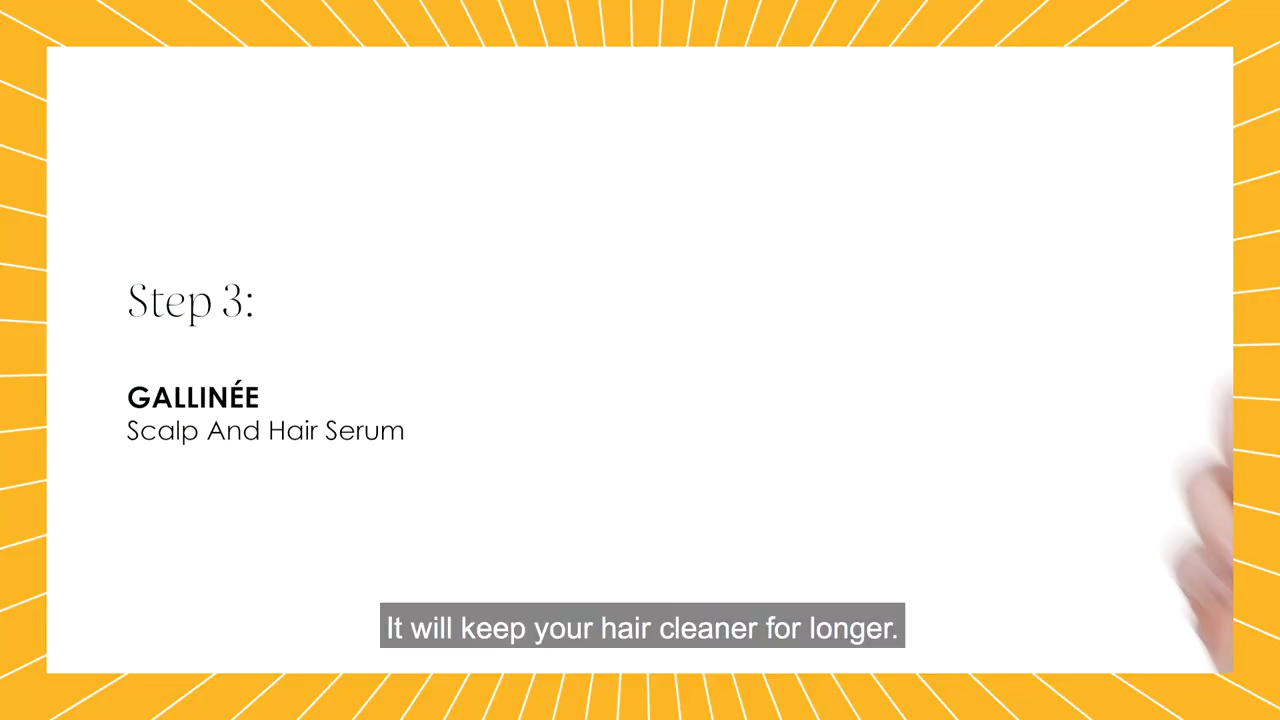 Step 3:
GALLINÉE
Scalp And Hair Serum
It will keep your hair cleaner for longer.